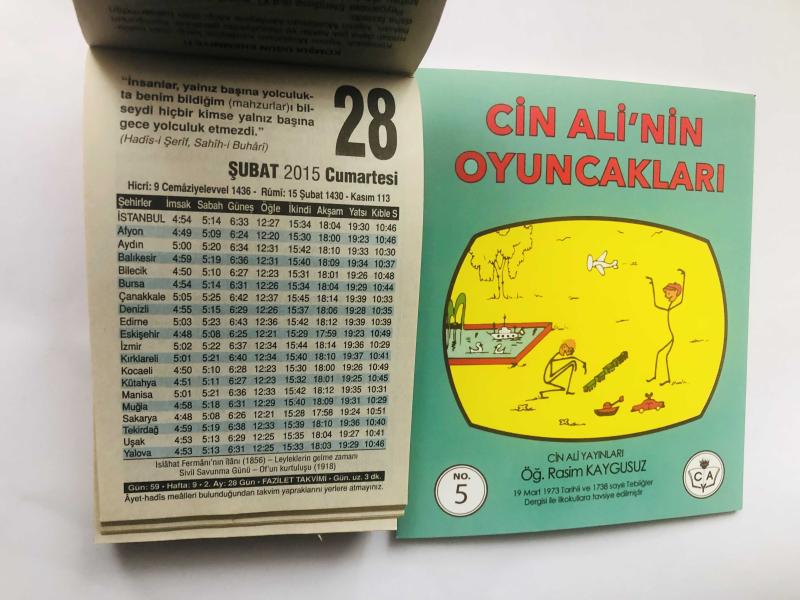 KOMŞULUĞUN EHEMMİYETİ
“İnsanlar, yalnız başına yolculuk-
ta benim bildiğim (mahzurlar)ı bil-
seydi hiçbir kimse yalnız başına
gece yolculuk etmezdi.”
(Hadîs-i Şerîf, Sahîh-i Buhârî)
28
ŞUBAT 2015 Cumartesi
Hicrî: 9 Cemâziyelevvel 1436 - Rûmî: 15 Şubat 1430 - Kasım 113
Şehirler İmsak Sabah Güneş Öğle İkindi Akşam Yatsı Kıble S
İSTANBUL 4:54 5:14 6:33 12:27 15:34 18:04 19:30 10:46
Afyon 4:49 5:09 6:24 12:20 15:30 18:00 19:23 10:46
Aydın 5:00 5:20 6:34 12:31 15:42 18:10 19:33 10:30
Balıkesir 4:59 5:19 6:36 12:31 15:40 18:09 19:34 10:37
Bilecik 4:50 5:10 6:27 12:23 15:31 18:01 19:26 10:48
Bursa 4:54 5:14 6:31 12:26 15:34 18:04 19:29 10:44
Çanakkale 5:05 5:25 6:42 12:37 15:45 18:14 19:39 10:33
Denizli 4:55 5:15 6:29 12:26 15:37 18:06 19:28 10:35
Edirne 5:03 5:23 6:43 12:36 15:42 18:12 19:39 10:39
Eskişehir 4:48 5:08 6:25 12:21 15:29 17:59 19:23 10:49
İzmir 5:02 5:22 6:37 12:34 15:44 18:14 19:36 10:29
Kırklareli 5:01 5:21 6:40 12:34 15:40 18:10 19:37 10:41
Kocaeli 4:50 5:10 6:28 12:23 15:30 18:00 19:26 10:49
Kütahya 4:51 5:11 6:27 12:23 15:32 18:01 19:25 10:45
Manisa 5:01 5:21 6:36 12:33 15:42 18:12 19:35 10:31
Muğla 4:58 5:18 6:31 12:29 15:40 18:09 19:31 10:29
Sakarya 4:48 5:08 6:26 12:21 15:28 17:58 19:24 10:51
Tekirdağ 4:59 5:19 6:38 12:33 15:39 18:10 19:36 10:40
Uşak 4:53 5:13 6:29 12:25 15:35 18:04 19:27 10:41
Yalova 4:53 5:13 6:31 12:25 15:33 18:03 19:29 10:46
Islâhat Fermânı'nın îlânı (1856) – Leyleklerin gelme zamanı
Sivil Savunma Günü – Of'un kurtuluşu (1918)
Gün: 59 • Hafta: 9 • 2. Ay: 28 Gün • FAZİLET TAKVİMİ • Gün. uz. 3 dk.
Âyet-hadîs meâlleri bulunduğundan takvim yapraklarını yerlere atmayınız.
CİN ALİ'NİN
OYUNCAKLARI
CİN ALİ YAYINLARI
Öğ. Rasim KAYGUSUZ
19 Mart 1973 Tarihli ve 1738 sayılı Tebliğler
Dergisi ile ilkokullara tavsiye edilmiştir
NO.
5
C A
Y